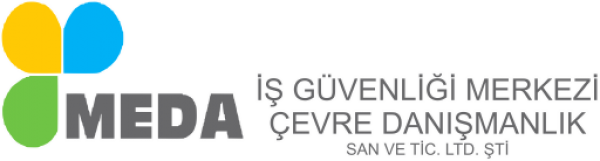 MEDA
İŞ GÜVENLİĞİ MERKEZİ
ÇEVRE DANIŞMANLIK
SAN VE TİC. LTD. ŞTİ